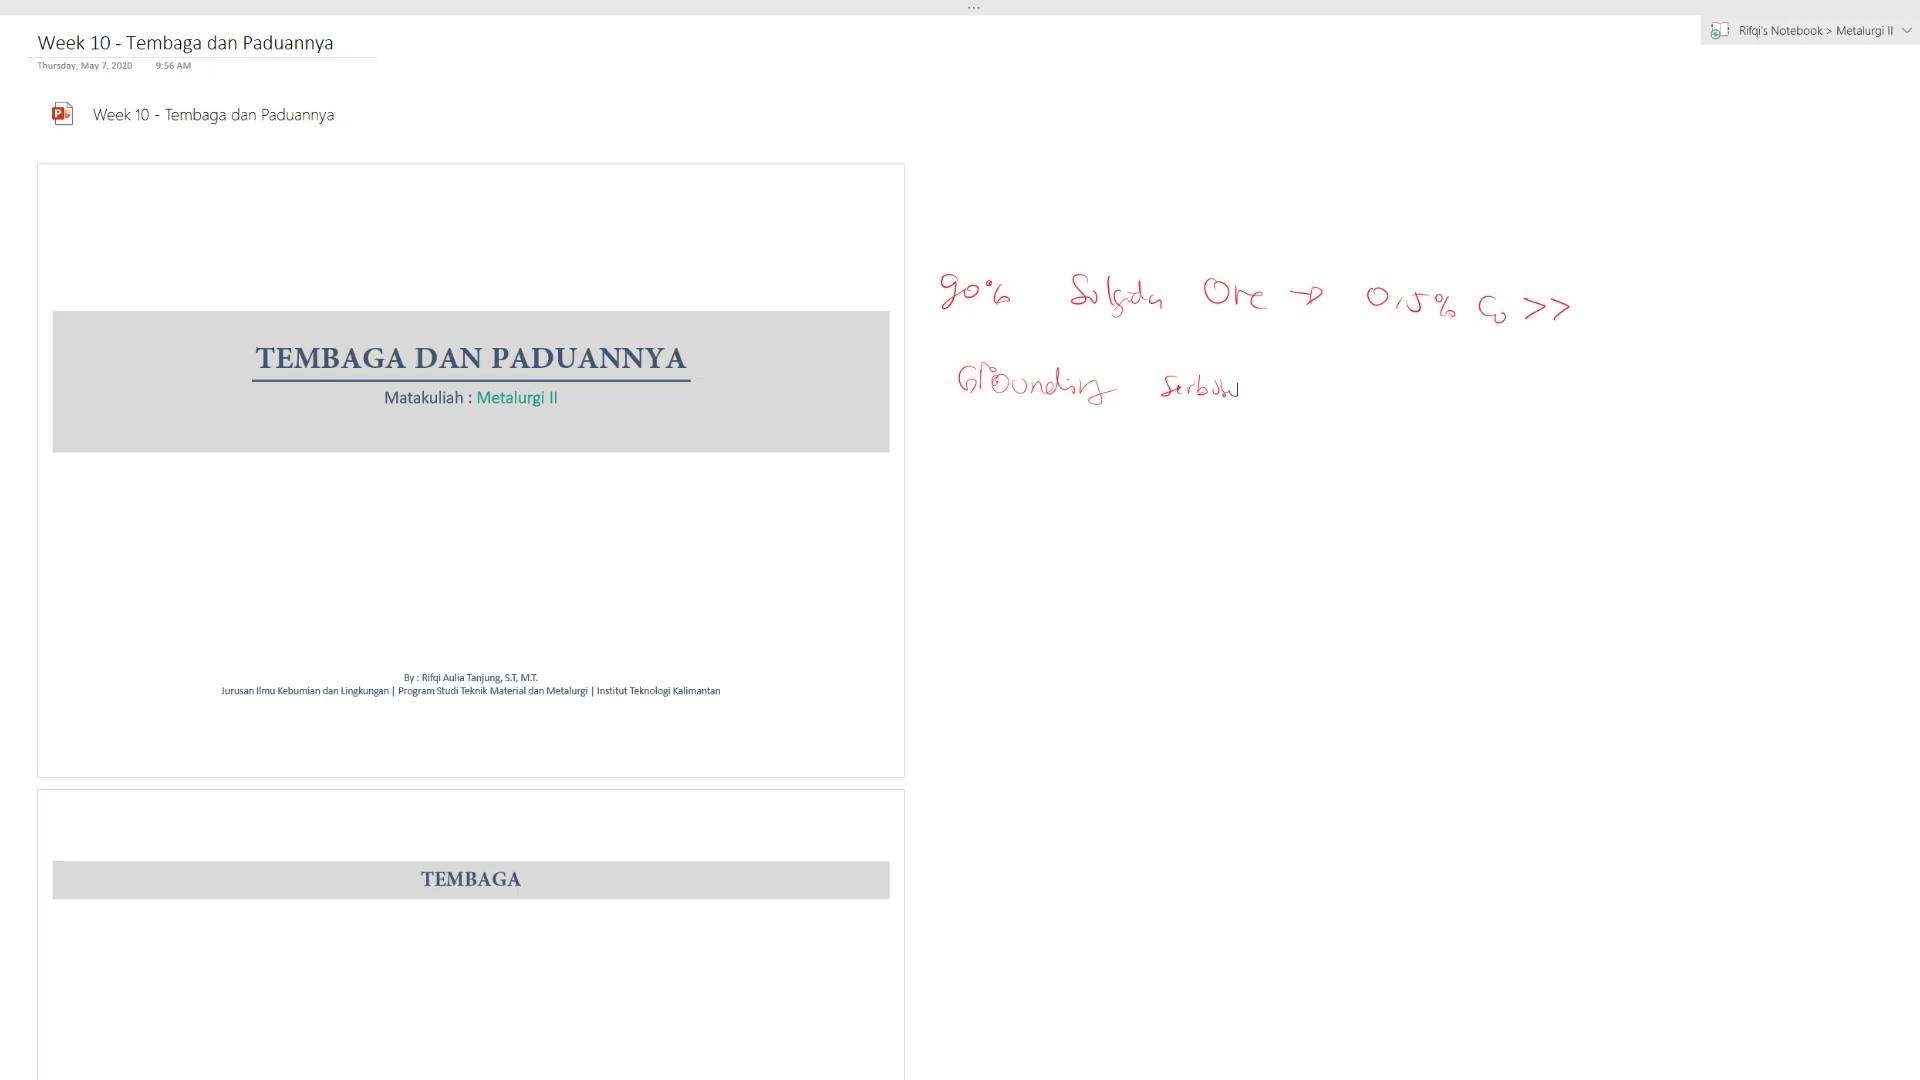 ...
Week 10 - Tembaga dan Paduannya
Rifqi's Notebook > Metalurgi II
Thursday, May 7, 2020 9:56 AM
Week 10 - Tembaga dan Paduannya
90% Ore → 0,5% Cu >>
TEMBAGA DAN PADUANNYA
Grounding
Matakuliah : Metalurgi II
By : Rifqi Aulia Tanjung, S.T, M.T.
Jurusan Ilmu Kebumian dan Lingkungan | Program Studi Teknik Material dan Metalurgi | Institut Teknologi Kalimantan
TEMBAGA